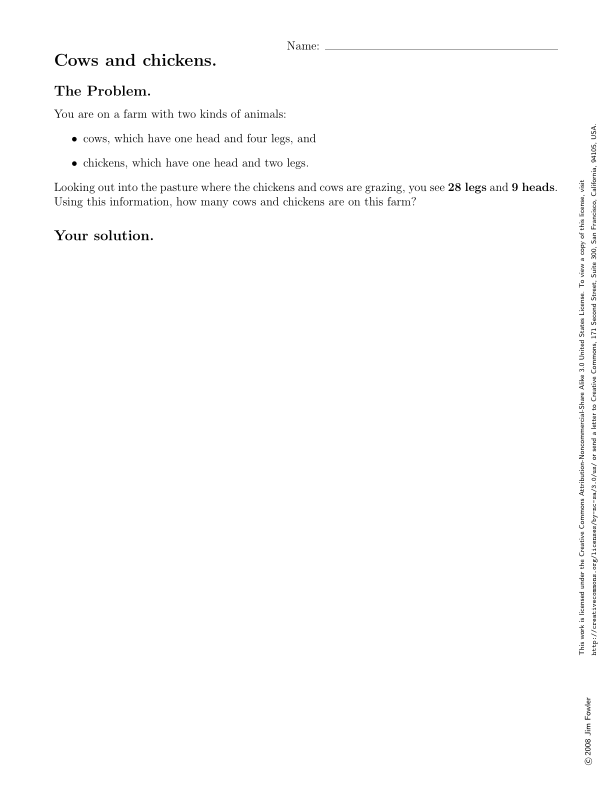 Name:
Cows and chickens.
The Problem.
You are on a farm with two kinds of animals:
• cows, which have one head and four legs, and
• chickens, which have one head and two legs.
Looking out into the pasture where the chickens and cows are grazing, you see 28 legs and 9 heads.
Using this information, how many cows and chickens are on this farm?
Your solution.
This work is licensed under the Creative Commons Attribution-Noncommercial-Share Alike 3.0 United States License. To view a copy of this license, visit
http://creativecommons.org/licenses/by-nc-sa/3.0/us/ or send a letter to Creative Commons, 171 Second Street, Suite 300, San Francisco, California, 94105, USA.
© 2008 Jim Fowler